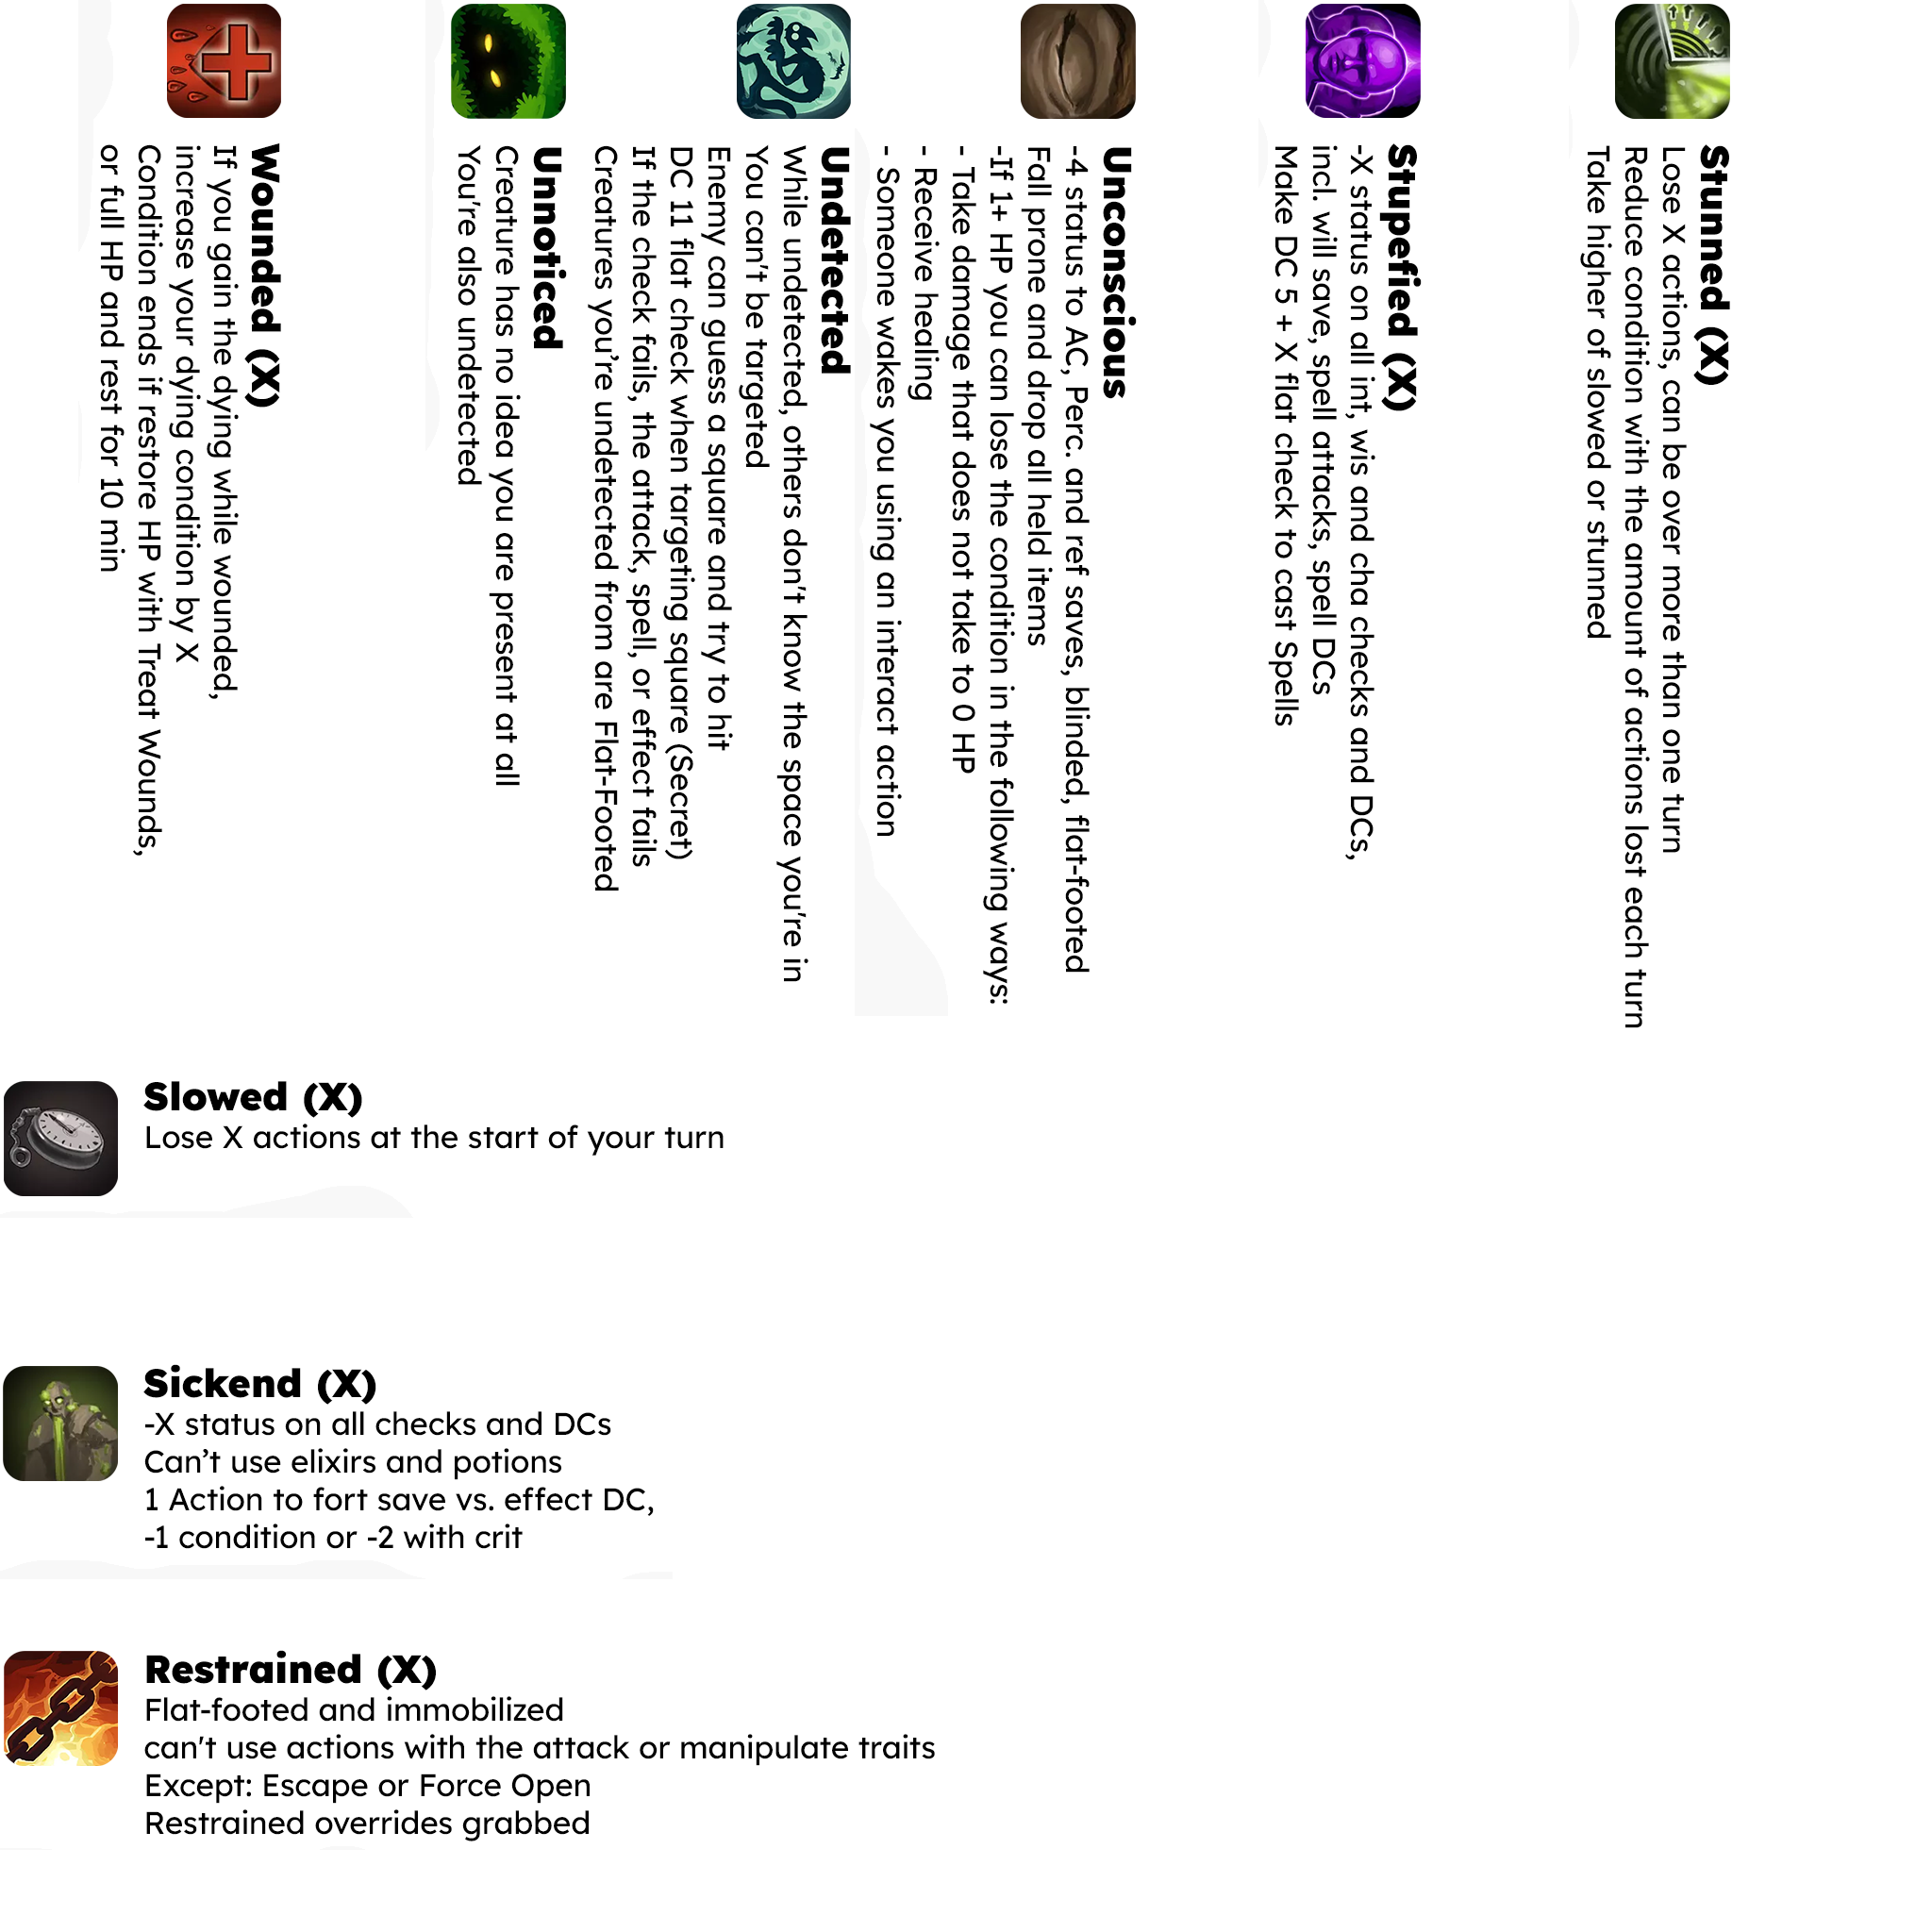 Wounded (X)
If you gain the dying while wounded,
increase your dying condition by X
Condition ends if restore HP with Treat Wounds,
or full HP and rest for 10 min
Unnoticed
Creature has no idea you are present at all
You're also undetected
Undetected
While undetected, others don't know the space you're in
You can't be targeted
Enemy can guess a square and try to hit
DC 11 flat check when targeting square (Secret)
If the check fails, the attack, spell, or effect fails
Creatures you’re undetected from are Flat-Footed
Unconscious
-4 status to AC, Perc. and ref saves, blinded, flat-footed
Fall prone and drop all held items
-If 1+ HP you can lose the condition in the following ways:
- Take damage that does not take to 0 HP
- Receive healing
- Someone wakes you using an interact action
Stupefied (X)
-X status on all int, wis and cha checks and DCs,
incl. will save, spell attacks, spell DCs
Make DC 5 + X flat check to cast Spells
Stunned (X)
Lose X actions, can be over more than one turn
Reduce condition with the amount of actions lost each turn
Take higher of slowed or stunned
Slowed (X)
Lose X actions at the start of your turn
Sickend (X)
-X status on all checks and DCs
Can’t use elixirs and potions
1 Action to fort save vs. effect DC,
-1 condition or -2 with crit
Restrained (X)
Flat-footed and immobilized
can't use actions with the attack or manipulate traits
Except: Escape or Force Open
Restrained overrides grabbed